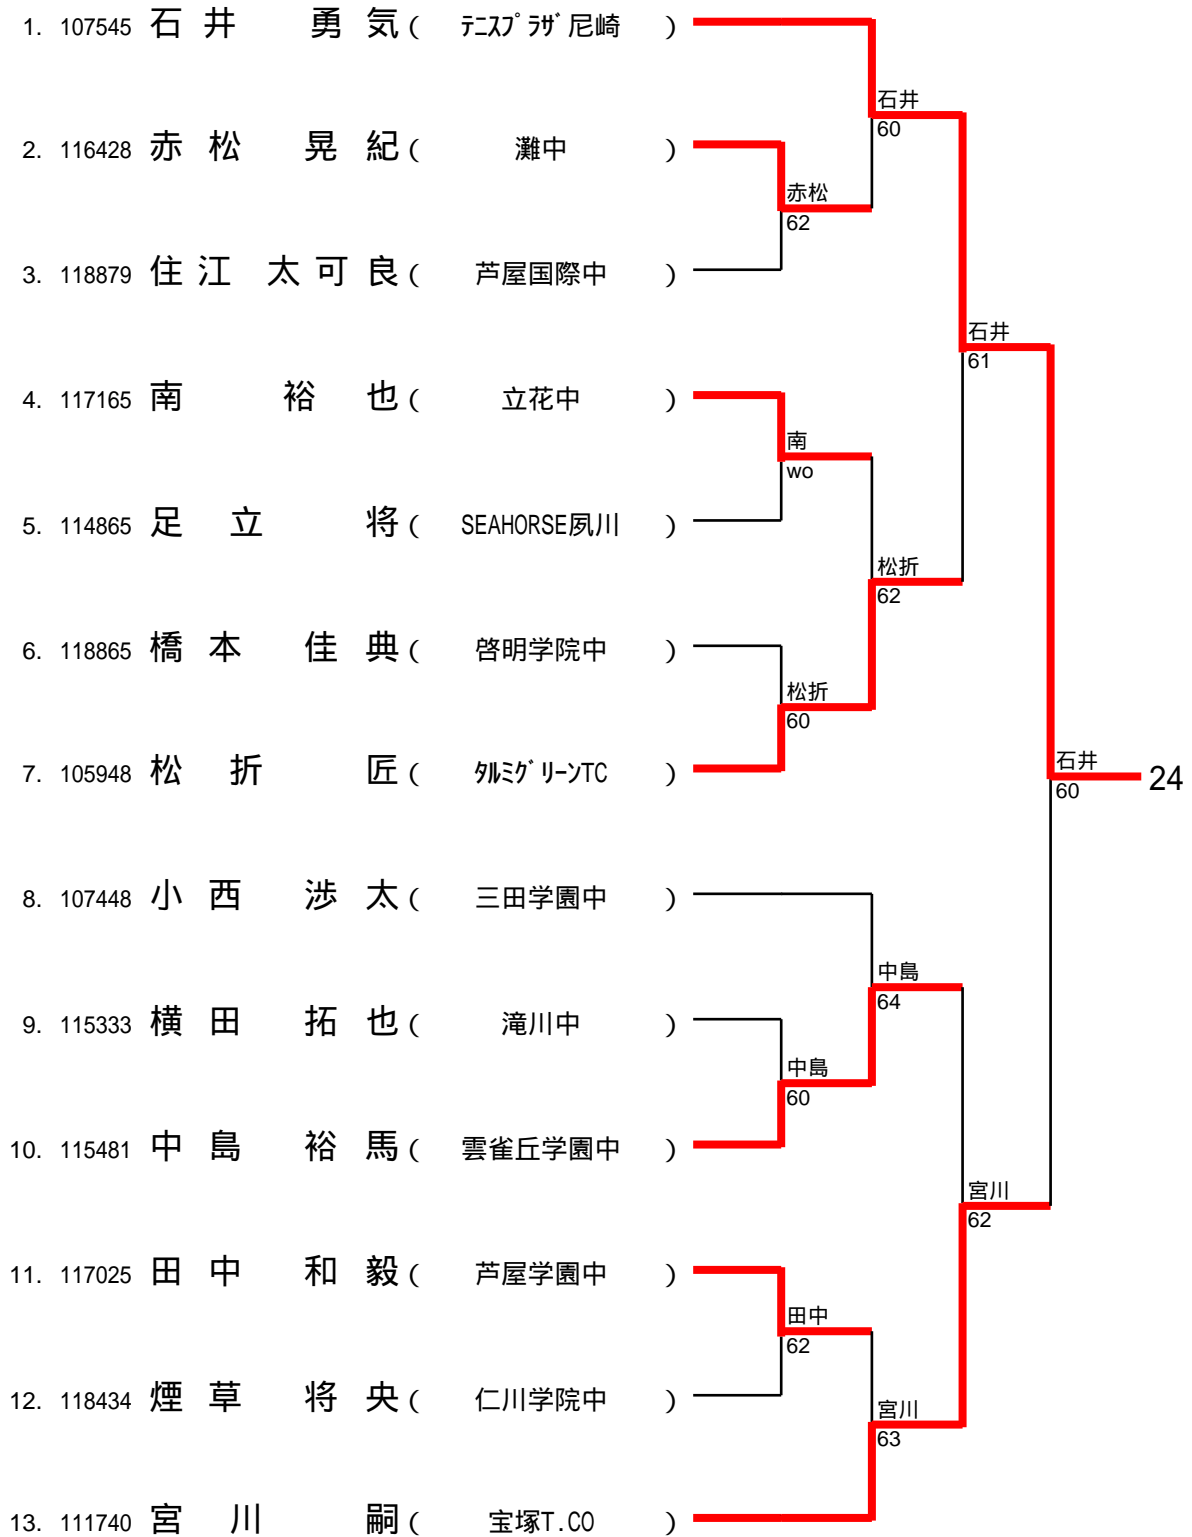 1. 107545 石井 勇気 ( テニスプラザ尼崎 )
石井
60
2. 116428 赤松 晃紀 ( 灘中 )
赤松
62
3. 118879 住江 太可良 ( 芦屋国際中 )
石井
61
4. 117165 南 裕也 ( 立花中 )
南
wo
5. 114865 足立 将 ( SEAHORSE夙川 )
松折
62
6. 118865 橋本 佳典 ( 啓明学院中 )
松折
60
7. 105948 松折 匠 ( タルミグリーンTC )
石井
60
24
8. 107448 小西 渉太 ( 三田学園中 )
中島
64
9. 115333 横田 拓也 ( 滝川中 )
中島
60
10. 115481 中島 裕馬 ( 雲雀丘学園中 )
宮川
62
11. 117025 田中 和毅 ( 芦屋学園中 )
田中
62
12. 118434 煙草 将央 ( 仁川学院中 )
宮川
63
13. 111740 宮川 嗣 ( 宝塚T.CO )